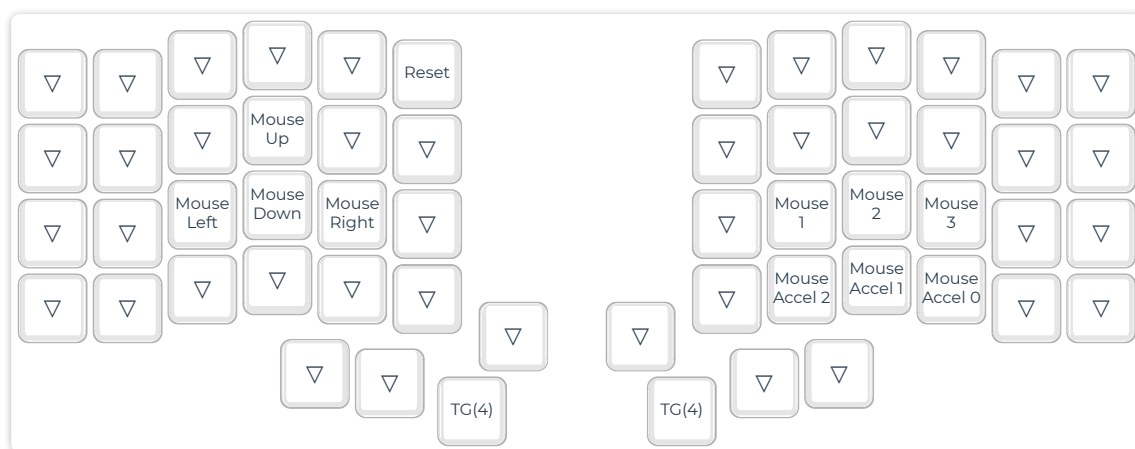 Reset
Mouse
Up
Mouse
Left
Mouse
Down
Mouse
Right
Mouse
1
Mouse
2
Mouse
3
Mouse
Accel 2
Mouse
Accel 1
Mouse
Accel 0
TG(4)
TG(4)